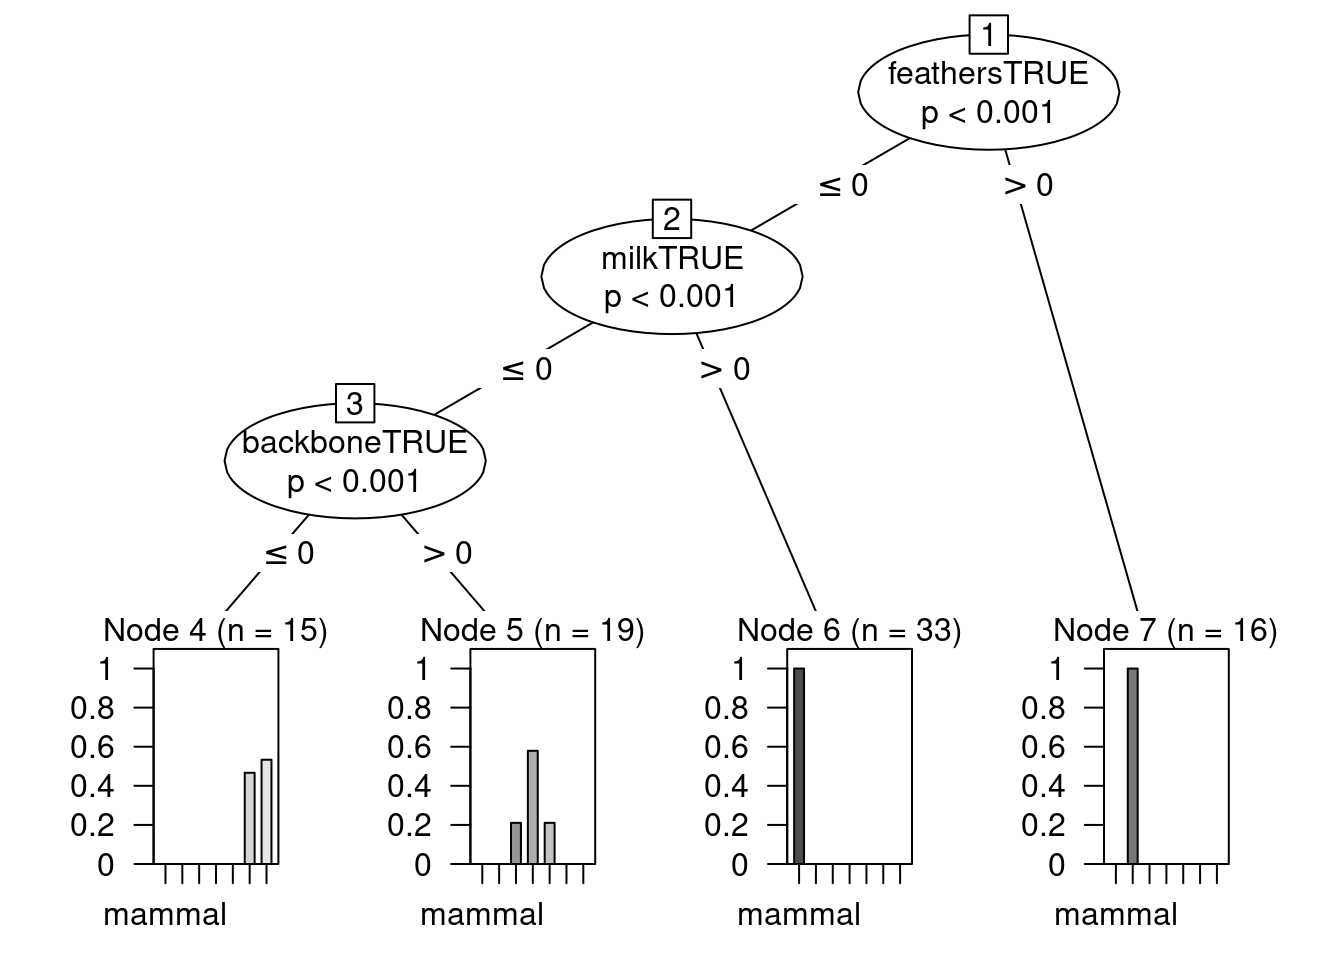 1
feathersTRUE
p < 0.001
≤ 0
> 0
2
milkTRUE
p < 0.001
≤ 0
> 0
3
backboneTRUE
p < 0.001
≤ 0
> 0
Node 4 (n = 15)
1
0.8
0.6
0.4
0.2
0
mammal
Node 5 (n = 19)
1
0.8
0.6
0.4
0.2
0
mammal
Node 6 (n = 33)
1
0.8
0.6
0.4
0.2
0
mammal
Node 7 (n = 16)
1
0.8
0.6
0.4
0.2
0
mammal